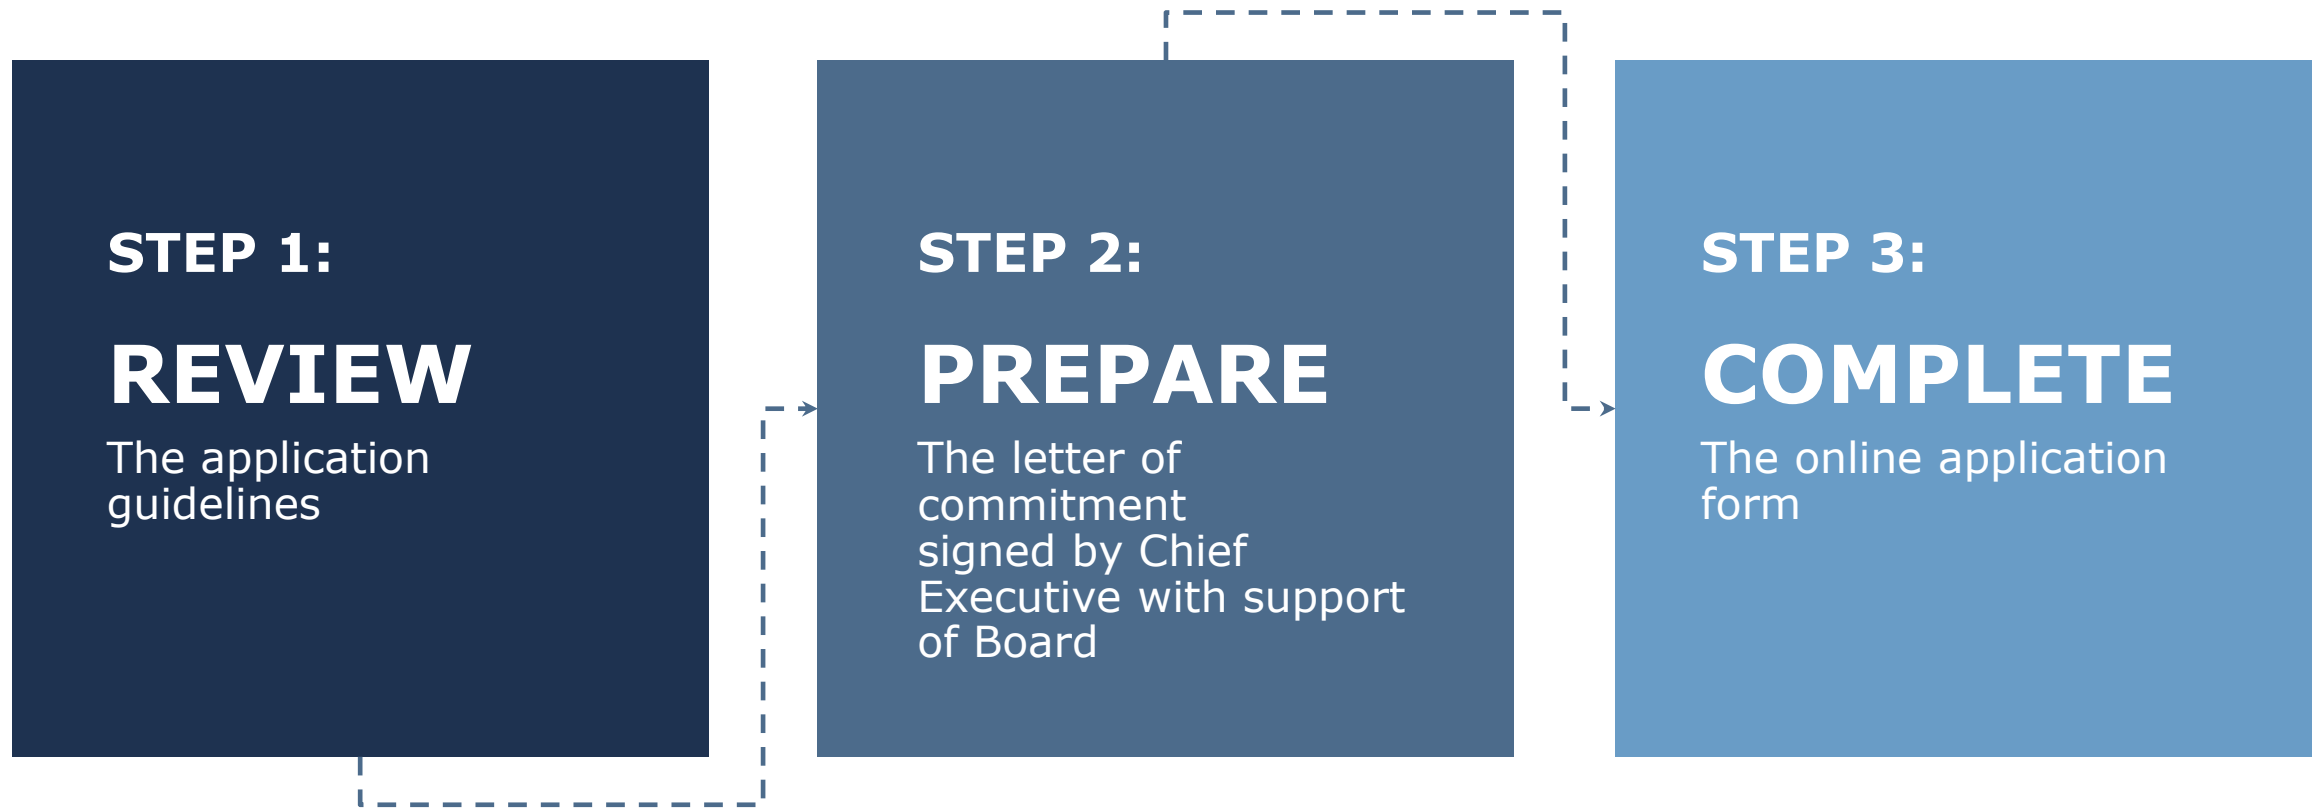 STEP 1:
REVIEW
The application
guidelines
STEP 2:
PREPARE
The letter of
commitment
signed by Chief
Executive with support
of Board
STEP 3:
COMPLETE
The online application
form